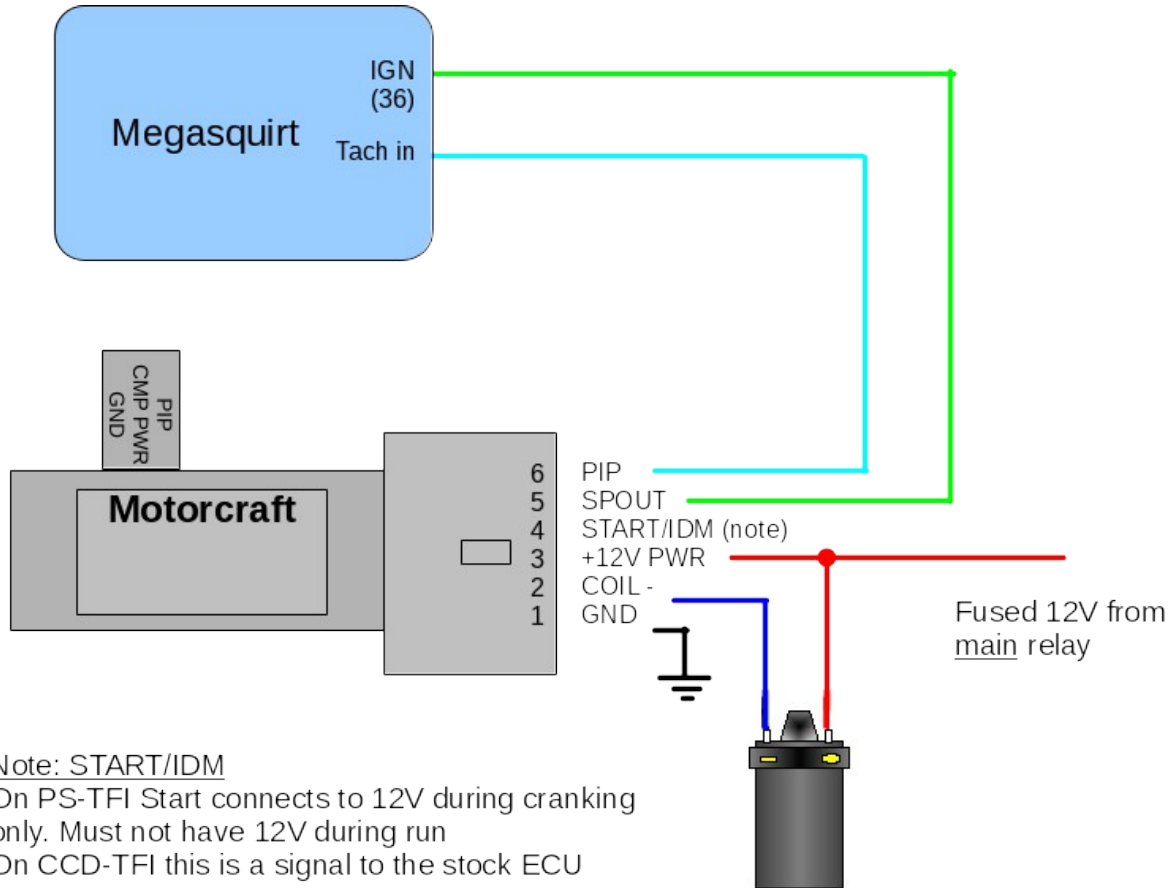 IGN
(36)
Megasquirt
Tach in
PIP
CMP PWR
GND
Motorcraft
6 PIP
5 SPOUT
4 START/IDM (note)
3 +12V PWR
2 COIL -
1 GND
Fused 12V from
main relay
Note: START/IDM
On PS-TFI Start connects to 12V during cranking
only. Must not have 12V during run
On CCD-TFI this is a signal to the stock ECU